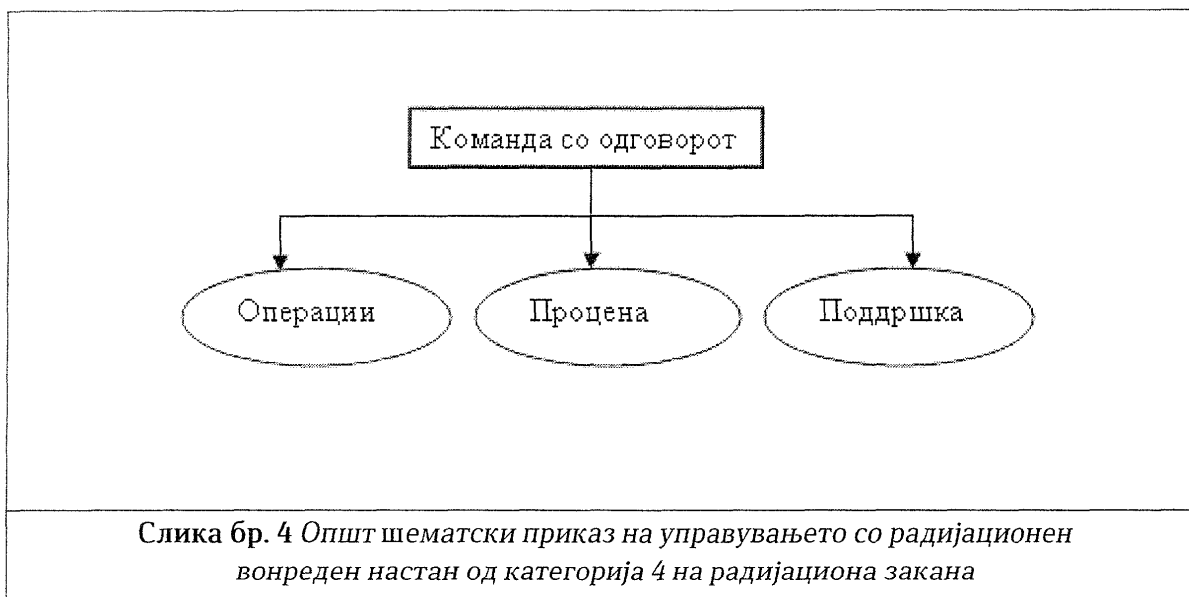 Команда со одговорот
Операции
Процена
Поддршка
Слика бр. 4 Општ шематски приказ на управувањето со радијационен
вонреден настан од категорија 4 на радијациона закана